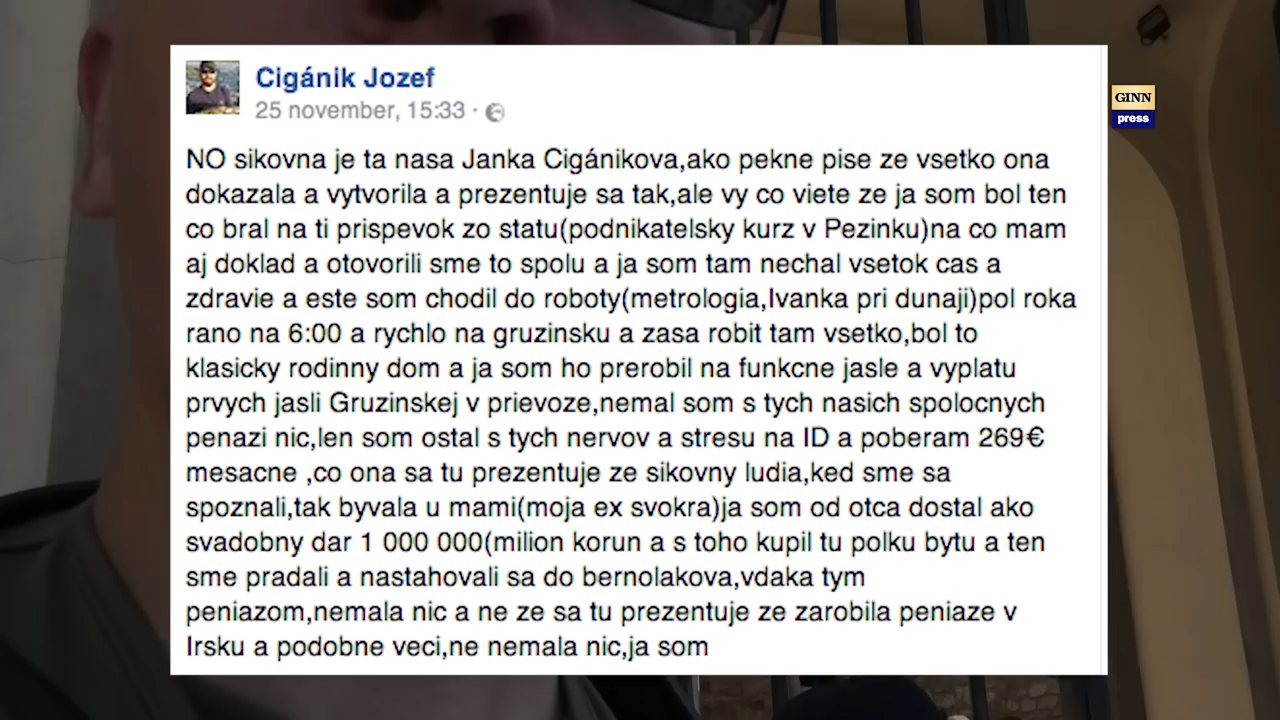 Cigánik Jozef
25 november, 15:33 ·
NO sikovna je ta nasa Janka Cigánikova,ako pekne pise ze vsetko ona
dokazala a vytvorila a prezentuje sa tak,ale vy co viete ze ja som bol ten
co bral na ti prispevok zo statu(podnikatelsky kurz v Pezinku)na co mam
aj doklad a otovorili sme to spolu a ja som tam nechal vsetok cas a
zdravie a este som chodil do roboty(metrologia,Ivanka pri dunaji)pol roka
rano na 6:00 a rychlo na gruzinsku a zasa robit tam vsetko,bol to
klasicky rodinny dom a ja som ho prerobil na funkcne jasle a vyplatu
prvych jasli Gruzinskej v prievoze,nemal som s tych nasich spolocnych
penazi nic,len som ostal s tych nervov a stresu na ID a poberam 269€
mesacne ,co ona sa tu prezentuje ze sikovny ludia,ked sme sa
spoznali,tak byvala u mami(moja ex svokra)ja som od otca dostal ako
svadobny dar 1 000 000(milion korun a s toho kupil tu polku bytu a ten
sme pradali a nastahovali sa do bernolakova,vdaka tym
peniazom,nemala nic a ne ze sa tu prezentuje ze zarobila peniaze v
Irsku a podobne veci,ne nemala nic,ja som
GINN
press